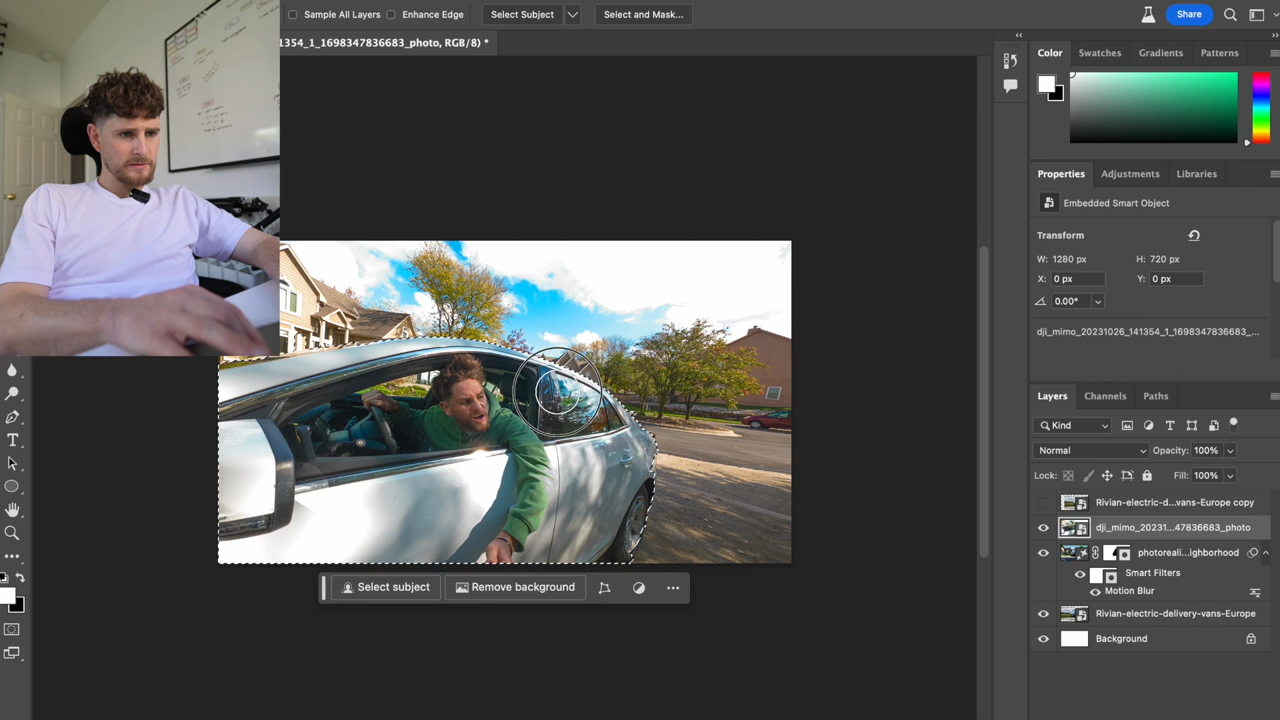 Sample All Layers Enhance Edge Select Subject Select and Mask... Share
1354_1_1698347836683_photo, RGB/8) *
Color Swatches Gradients Patterns
Properties Adjustments Libraries
Embedded Smart Object
Transform
W: 1280 px H: 720 px
X: 0 px Y: 0 px
0.00°
dji_mimo_20231026_141354_1_1698347836683_...
Layers Channels Paths
Kind
Normal Opacity: 100%
Lock: Fill: 100%
Rivian-electric-d...vans-Europe copy
dji_mimo_20231...47836683_photo
photoreali...ighborhood
Smart Filters
Motion Blur
Rivian-electric-delivery-vans-Europe
Background
Select subject Remove background